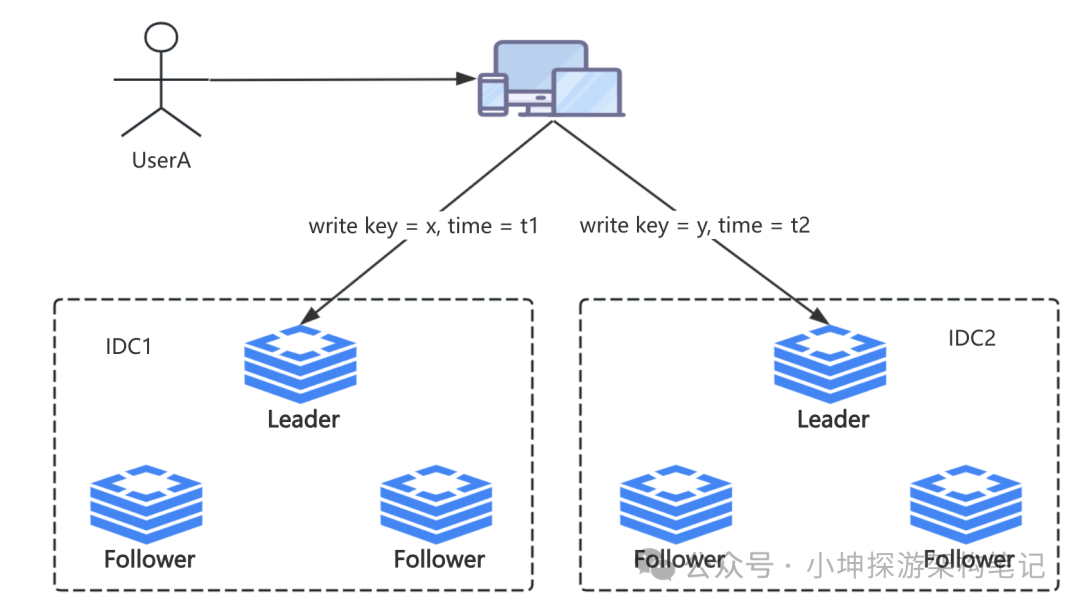 UserA
write key = x, time = t1
write key = y, time = t2
IDC1
IDC2
Leader
Leader
Follower
Follower
Follower
Follower
公众号 · 小坤探游架构笔记